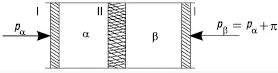 I II I
pα α β pβ = pα + π